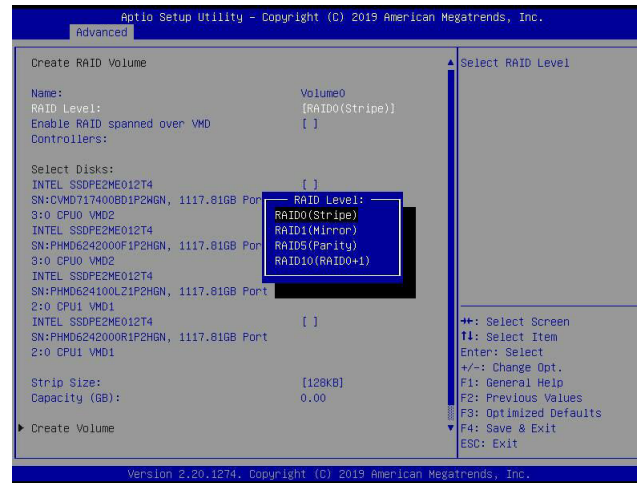 Aptio Setup Utility – Copyright (C) 2019 American Megatrends, Inc.
Advanced
Create RAID Volume
Select RAID Level
Name: Volume0
RAID Level: [RAID0(Stripe)]
Enable RAID spanned over VMD [ ]
Controllers:
Select Disks:
INTEL SSDPE2ME012T4 [ ]
SN:CVMD717400BD1P2WGN, 1117.81GB Por
3:0 CPU0 VMD2
INTEL SSDPE2ME012T4
SN:PHMD6242000F1P2HGN, 1117.81GB Por
3:0 CPU0 VMD2
INTEL SSDPE2ME012T4
SN:PHMD624100LZ1P2HGN, 1117.81GB Port
2:0 CPU1 VMD1
INTEL SSDPE2ME012T4 [ ]
SN:PHMD6242000R1P2HGN, 1117.81GB Port
2:0 CPU1 VMD1
Strip Size: [128KB]
Capacity (GB): 0.00
Create Volume
RAID Level:
RAID0(Stripe)
RAID1(Mirror)
RAID5(Parity)
RAID10(RAID0+1)
→←: Select Screen
↑↓: Select Item
Enter: Select
+/-: Change Opt.
F1: General Help
F2: Previous Values
F3: Optimized Defaults
F4: Save & Exit
ESC: Exit
Version 2.20.1274. Copyright (C) 2019 American Megatrends, Inc.